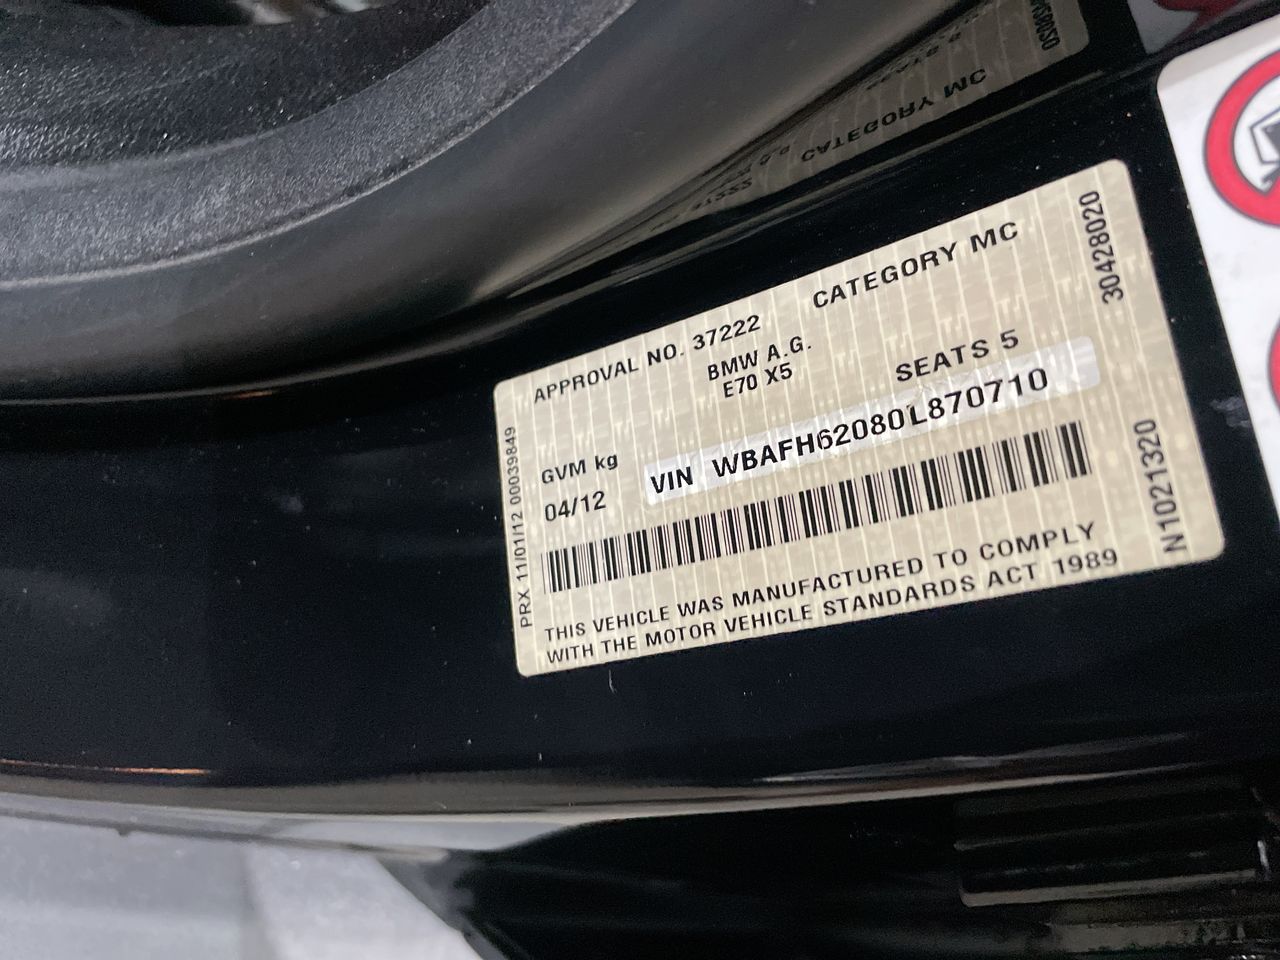 APPROVAL NO. 37222
CATEGORY MC
30428020
BMW A.G.
E70 X5
SEATS 5
GVM kg
VIN WBAFH62080L870710
04/12
PRX 11/01/12 00039849
N1021320
THIS VEHICLE WAS MANUFACTURED TO COMPLY
WITH THE MOTOR VEHICLE STANDARDS ACT 1989